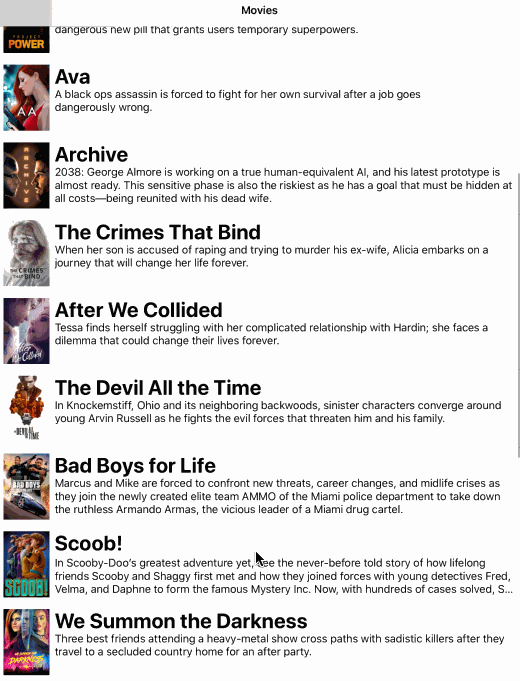 Movies
PROJECT
POWER
dangerous new pill that grants users temporary superpowers.
Ava
A black ops assassin is forced to fight for her own survival after a job goes
dangerously wrong.
AVA
Archive
2038: George Almore is working on a true human-equivalent AI, and his latest prototype is
almost ready. This sensitive phase is also the riskiest as he has a goal that must be hidden at
all costs—being reunited with his dead wife.
ARCHIVE
The Crimes That Bind
When her son is accused of raping and trying to murder his ex-wife, Alicia embarks on a
journey that will change her life forever.
THE CRIMES
THAT BIND
After We Collided
Tessa finds herself struggling with her complicated relationship with Hardin; she faces a
dilemma that could change their lives forever.
After
We Collided
The Devil All the Time
In Knockemstiff, Ohio and its neighboring backwoods, sinister characters converge around
young Arvin Russell as he fights the evil forces that threaten him and his family.
Bad Boys for Life
Marcus and Mike are forced to confront new threats, career changes, and midlife crises as
they join the newly created elite team AMMO of the Miami police department to take down
the ruthless Armando Armas, the vicious leader of a Miami drug cartel.
BAD BOYS
Scoob!
In Scooby-Doo's greatest adventure yet, see the never-before told story of how lifelong
friends Scooby and Shaggy first met and how they joined forces with young detectives Fred,
Velma, and Daphne to form the famous Mystery Inc. Now, with hundreds of cases solved, S...
SCOOB!
We Summon the Darkness
Three best friends attending a heavy-metal show cross paths with sadistic killers after they
travel to a secluded country home for an after party.
DARKNESS